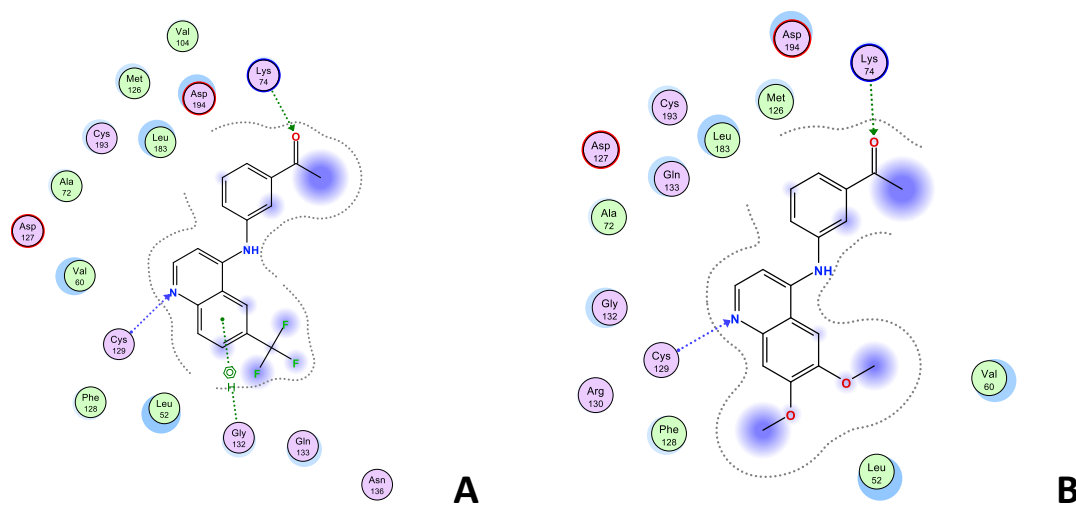 Val
104
Lys
74
Met
126
Asp
194
Cys
193
Leu
183
O
Ala
72
Asp
127
NH
Val
60
N
Cys
129
F
F
F
H
Phe
128
Leu
52
Gly
132
Gln
133
Asn
136
A
Asp
194
Lys
74
Cys
193
Met
126
Leu
183
O
Asp
127
Gln
133
Ala
72
NH
Gly
132
N
Cys
129
Arg
130
O
O
Val
60
Phe
128
Leu
52
B